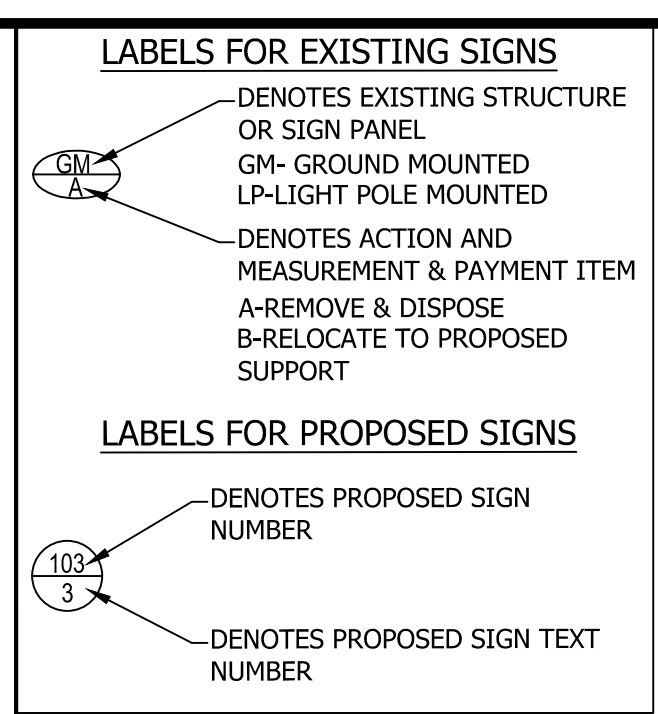 LABELS FOR EXISTING SIGNS
DENOTES EXISTING STRUCTURE
OR SIGN PANEL
GM- GROUND MOUNTED
LP-LIGHT POLE MOUNTED
GM
A
DENOTES ACTION AND
MEASUREMENT & PAYMENT ITEM
A-REMOVE & DISPOSE
B-RELOCATE TO PROPOSED
SUPPORT
LABELS FOR PROPOSED SIGNS
DENOTES PROPOSED SIGN
NUMBER
103
3
DENOTES PROPOSED SIGN TEXT
NUMBER